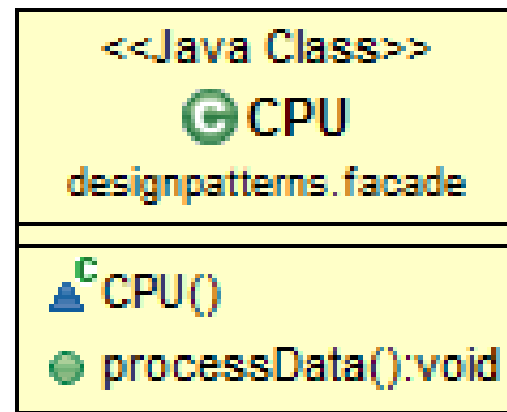 <<Java Class>>
C CPU
designpatterns.facade
C CPU()
processData():void